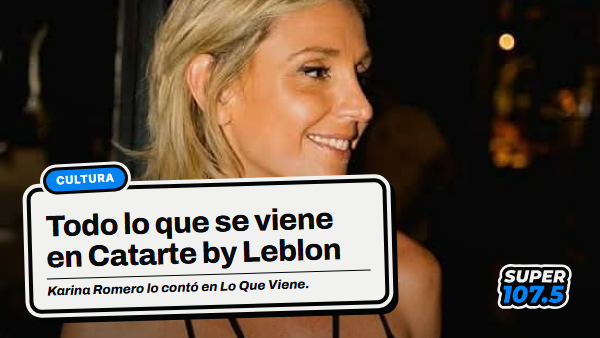 CULTURA
Todo lo que se viene
en Catarte by Leblon
Karina Romero lo contó en Lo Que Viene.
SUPER
107.5